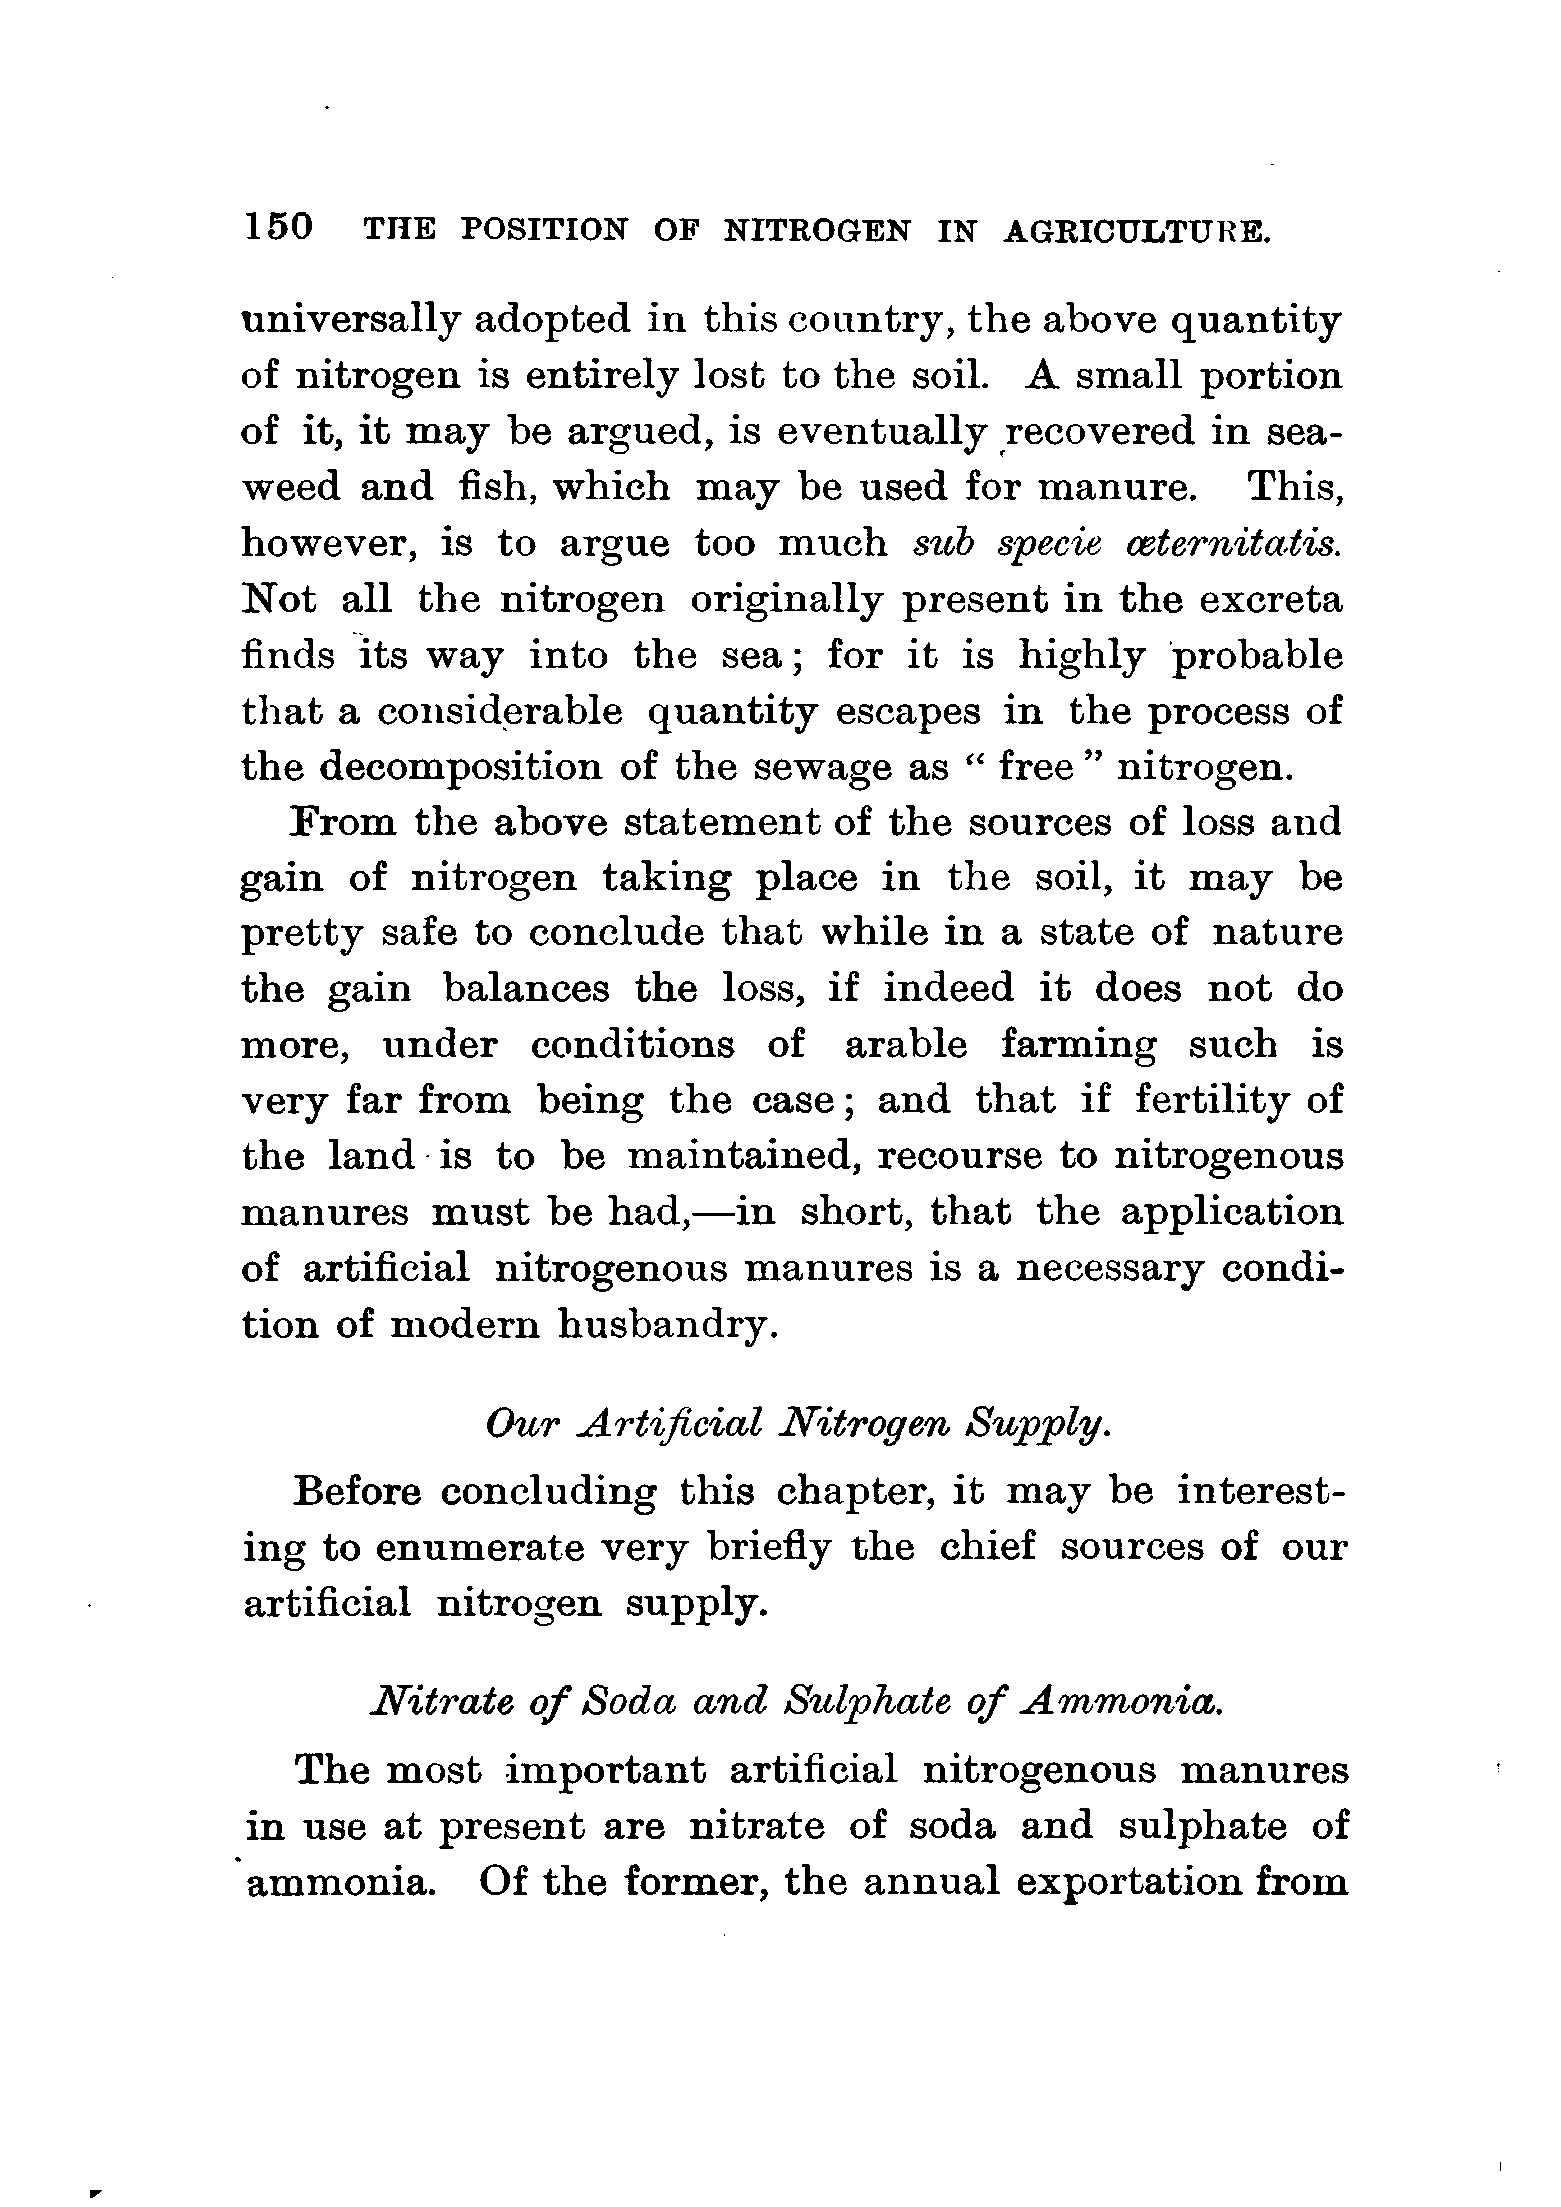 150 THE POSITION OF NITROGEN IN AGRICULTURE.
universally adopted in this country, the above quantity
of nitrogen is entirely lost to the soil. A small portion
of it, it may be argued, is eventually recovered in sea-
weed and fish, which may be used for manure. This,
however, is to argue too much sub specie æternitatis.
Not all the nitrogen originally present in the excreta
finds its way into the sea; for it is highly probable
that a considerable quantity escapes in the process of
the decomposition of the sewage as “ free ” nitrogen.
From the above statement of the sources of loss and
gain of nitrogen taking place in the soil, it may be
pretty safe to conclude that while in a state of nature
the gain balances the loss, if indeed it does not do
more, under conditions of arable farming such is
very far from being the case; and that if fertility of
the land is to be maintained, recourse to nitrogenous
manures must be had,—in short, that the application
of artificial nitrogenous manures is a necessary condi-
tion of modern husbandry.
Our Artificial Nitrogen Supply.
Before concluding this chapter, it may be interest-
ing to enumerate very briefly the chief sources of our
artificial nitrogen supply.
Nitrate of Soda and Sulphate of Ammonia.
The most important artificial nitrogenous manures
in use at present are nitrate of soda and sulphate of
ammonia. Of the former, the annual exportation from